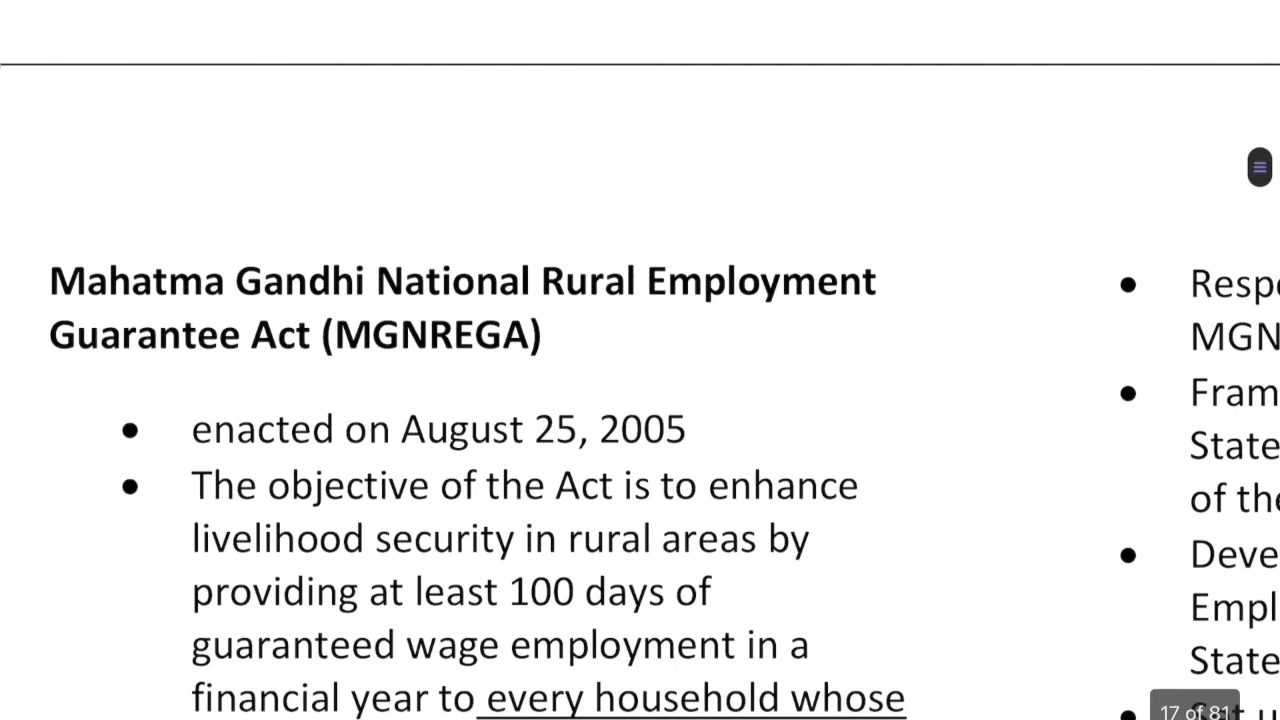 Mahatma Gandhi National Rural Employment
Guarantee Act (MGNREGA)
• enacted on August 25, 2005
• The objective of the Act is to enhance
livelihood security in rural areas by
providing at least 100 days of
guaranteed wage employment in a
financial year to every household whose
•
MGN
• Fram
State
of the
• Deve
Empl
State
•
17 of 81